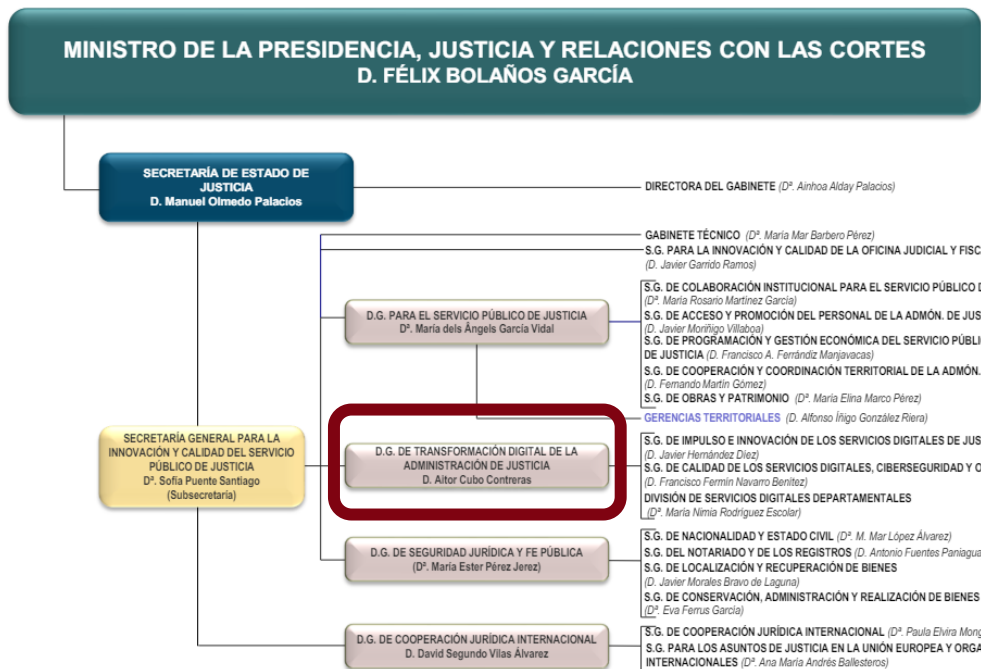 MINISTRO DE LA PRESIDENCIA, JUSTICIA Y RELACIONES CON LAS CORTES
D. FÉLIX BOLAÑOS GARCÍA
SECRETARÍA DE ESTADO DE
JUSTICIA
D. Manuel Olmedo Palacios
DIRECTORA DEL GABINETE (Dª. Ainhoa Alday Palacios)
GABINETE TÉCNICO (Dª. María Mar Barbero Pérez)
S.G. PARA LA INNOVACIÓN Y CALIDAD DE LA OFICINA JUDICIAL Y FISC
(D. Javier Garrido Ramos)
D.G. PARA EL SERVICIO PÚBLICO DE JUSTICIA
Dª. María dels Àngels García Vidal
S.G. DE COLABORACIÓN INSTITUCIONAL PARA EL SERVICIO PÚBLICO D
(Dª. María Rosario Martínez García)
S.G. DE ACCESO Y PROMOCIÓN DEL PERSONAL DE LA ADMÓN. DE JUS
(D. Javier Moriñigo Villaboa)
S.G. DE PROGRAMACIÓN Y GESTIÓN ECONÓMICA DEL SERVICIO PÚBLI
DE JUSTICIA (D. Francisco A. Ferrándiz Manjavacas)
S.G. DE COOPERACIÓN Y COORDINACIÓN TERRITORIAL DE LA ADMÓN.
(D. Fernando Martín Gómez)
S.G. DE OBRAS Y PATRIMONIO (Dª. María Elina Marco Pérez)
GERENCIAS TERRITORIALES (D. Alfonso Íñigo González Riera)
SECRETARÍA GENERAL PARA LA
INNOVACIÓN Y CALIDAD DEL SERVICIO
PÚBLICO DE JUSTICIA
Dª. Sofía Puente Santiago
(Subsecretaría)
D.G. DE TRANSFORMACIÓN DIGITAL DE LA
ADMINISTRACIÓN DE JUSTICIA
D. Aitor Cubo Contreras
S.G. DE IMPULSO E INNOVACIÓN DE LOS SERVICIOS DIGITALES DE JUS
(D. Javier Hernández Díez)
S.G. DE CALIDAD DE LOS SERVICIOS DIGITALES, CIBERSEGURIDAD Y O
(D. Francisco Fermín Navarro Benítez)
DIVISIÓN DE SERVICIOS DIGITALES DEPARTAMENTALES
(Dª. María Nimia Rodríguez Escolar)
D.G. DE SEGURIDAD JURÍDICA Y FE PÚBLICA
(Dª. María Ester Pérez Jerez)
S.G. DE NACIONALIDAD Y ESTADO CIVIL (Dª. M. Mar López Álvarez)
S.G. DEL NOTARIADO Y DE LOS REGISTROS (D. Antonio Fuentes Paniagua
S.G. DE LOCALIZACIÓN Y RECUPERACIÓN DE BIENES
(D. Javier Morales Bravo de Laguna)
S.G. DE CONSERVACIÓN, ADMINISTRACIÓN Y REALIZACIÓN DE BIENES
(Dª. Eva Ferrus García)
D.G. DE COOPERACIÓN JURÍDICA INTERNACIONAL
D. David Segundo Vilas Álvarez
S.G. DE COOPERACIÓN JURÍDICA INTERNACIONAL (Dª. Paula Elvira Mong
S.G. PARA LOS ASUNTOS DE JUSTICIA EN LA UNIÓN EUROPEA Y ORGA
INTERNACIONALES (Dª. Ana María Andrés Ballesteros)